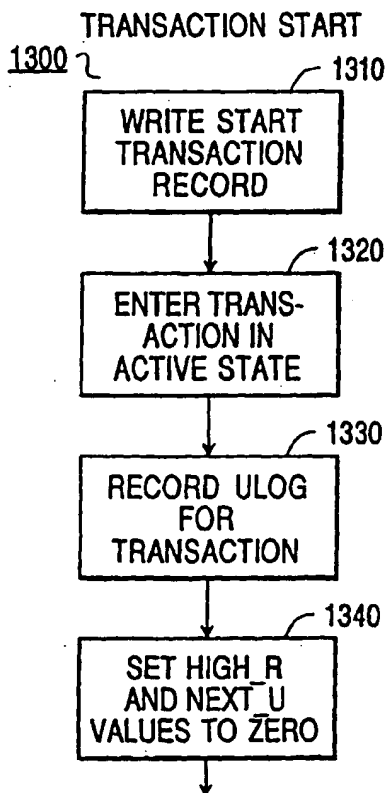 TRANSACTION START
1300
1310
WRITE START
TRANSACTION
RECORD
1320
ENTER TRANS-
ACTION IN
ACTIVE STATE
1330
RECORD ULOG
FOR
TRANSACTION
1340
SET HIGH_R
AND NEXT_U
VALUES TO ZERO